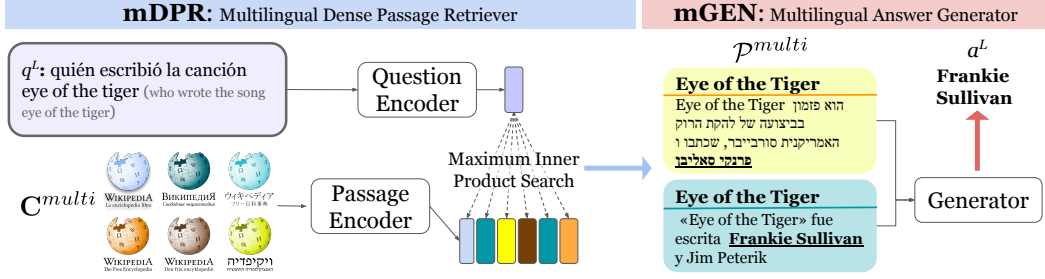 mDPR: Multilingual Dense Passage Retriever
mGEN: Multilingual Answer Generator
q^L: quién escribió la canción
eye of the tiger (who wrote the song
eye of the tiger)
Question
Encoder
C^multi
WIKIPEDIA
La enciclopedia libre
ВИКИПЕДИЯ
Свободная энциклопедия
ウィキペディア
フリー百科事典
WIKIPEDIA
The Free Encyclopedia
WIKIPEDIA
Den fria encyklopedin
ויקיפדיה
Passage
Encoder
Maximum Inner
Product Search
P^multi
Eye of the Tiger
Eye of the Tiger הוא פזמון
בביצועה של להקת הרוק
האמריקנית סורבייבר, שכתבו ו
פרנקי סאליבן
Eye of the Tiger
«Eye of the Tiger» fue
escrita Frankie Sullivan
y Jim Peterik
a^L
Frankie
Sullivan
Generator